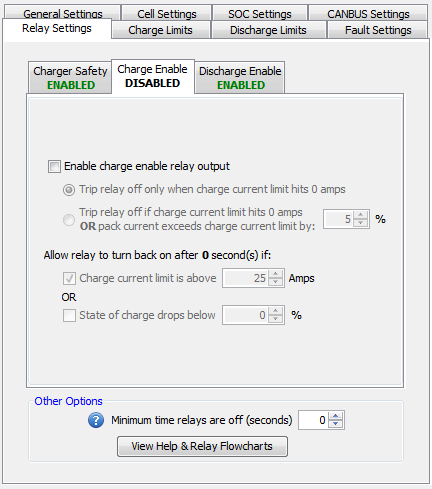 General Settings Cell Settings SOC Settings CANBUS Settings
Relay Settings Charge Limits Discharge Limits Fault Settings
Charger Safety Charge Enable Discharge Enable
ENABLED DISABLED ENABLED
Enable charge enable relay output
Trip relay off only when charge current limit hits 0 amps
Trip relay off if charge current limit hits 0 amps
OR pack current exceeds charge current limit by: 5 %
Allow relay to turn back on after 0 second(s) if:
Charge current limit is above 25 Amps
OR
State of charge drops below 0 %
Other Options
? Minimum time relays are off (seconds) 0
View Help & Relay Flowcharts